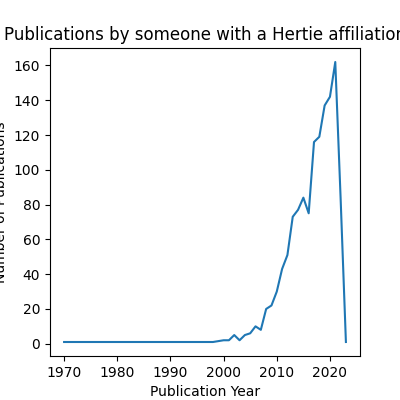 Publications by someone with a Hertie affiliation
160
140
120
100
80
60
40
20
0
Number of Publications
1970 1980 1990 2000 2010 2020
Publication Year